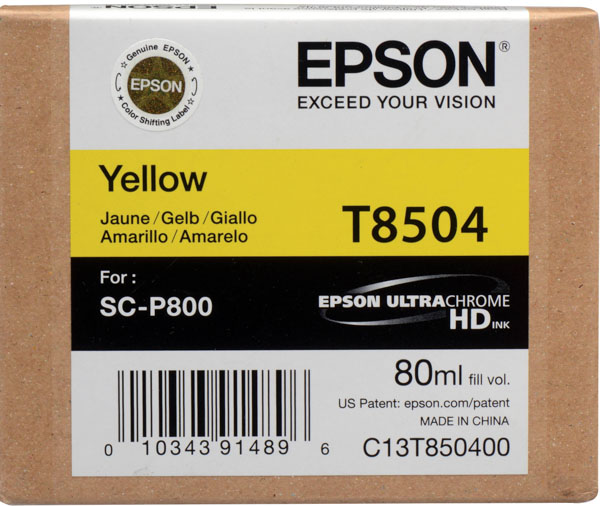 Genuine EPSON
EPSON
Color Shifting Label
EPSON®
EXCEED YOUR VISION
Yellow
Jaune/Gelb/Giallo
Amarillo/Amarelo
T8504
For :
SC-P800
EPSON ULTRACHROME
HD INK
80ml fill vol.
US Patent: epson.com/patent
MADE IN CHINA
C13T850400
0 10343 91489 6